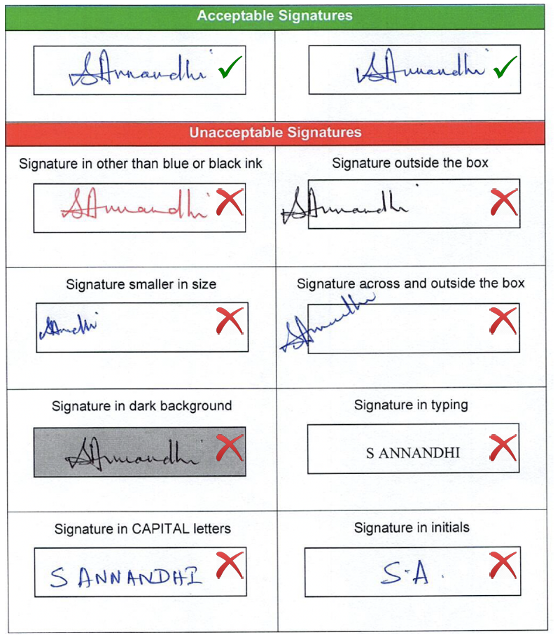 Acceptable Signatures
SAnnandhi
SAnnandhi
Unacceptable Signatures
Signature in other than blue or black ink
Signature outside the box
SAnnandhi
SAnnandhi
Signature smaller in size
Signature across and outside the box
SAnnandhi
SAnnandhi
Signature in dark background
Signature in typing
SAnnandhi
S ANNANDHI
Signature in CAPITAL letters
Signature in initials
S ANNANDHI
S.A.